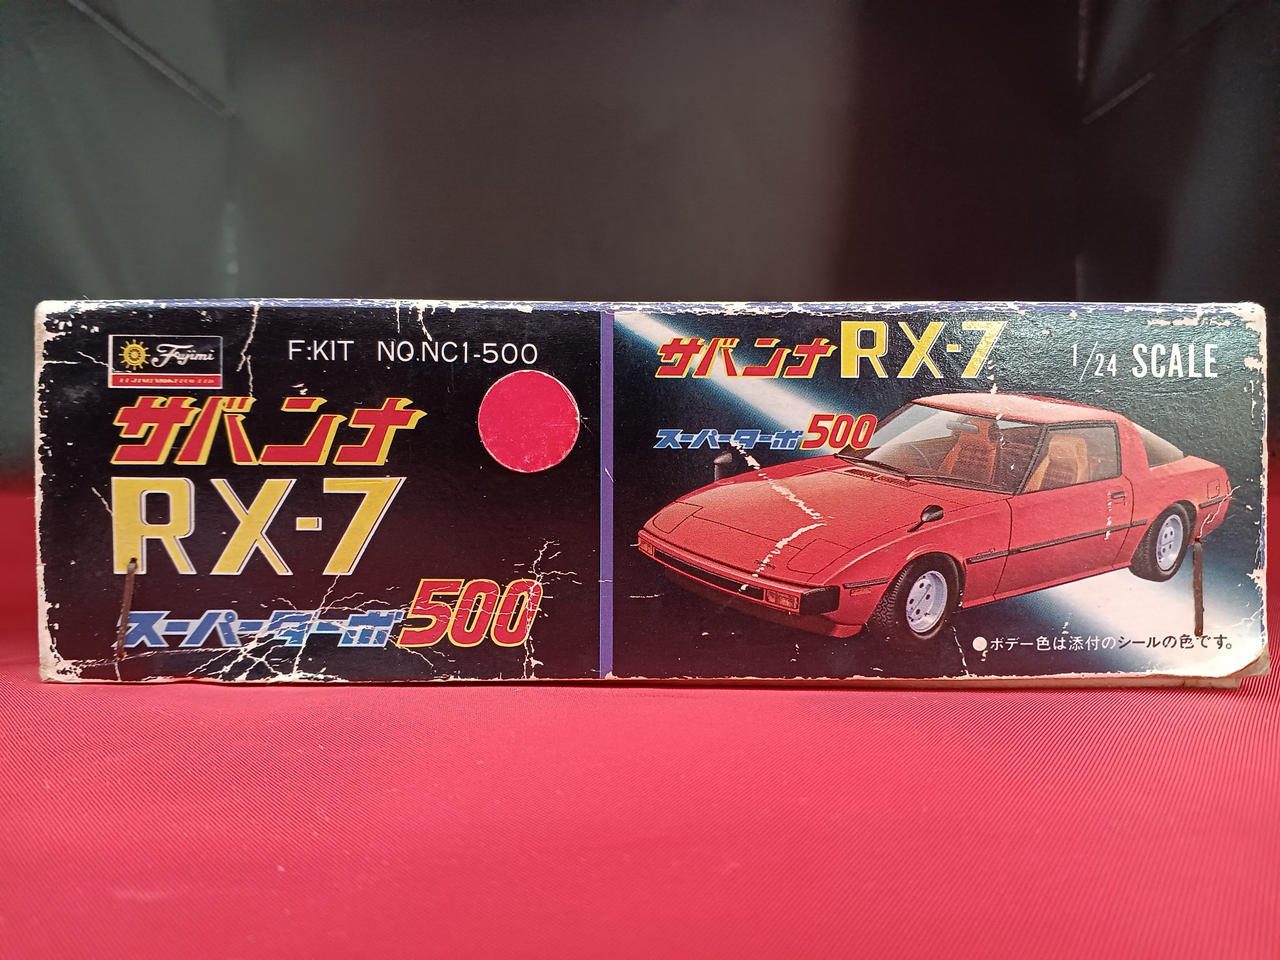 Fujimi
F:KIT NO.NC1-500
サバンナ
RX-7
スーパーターボ500
サバンナRX-7
1/24 SCALE
スーパーターボ500
●ボデー色は添付のシールの色です。